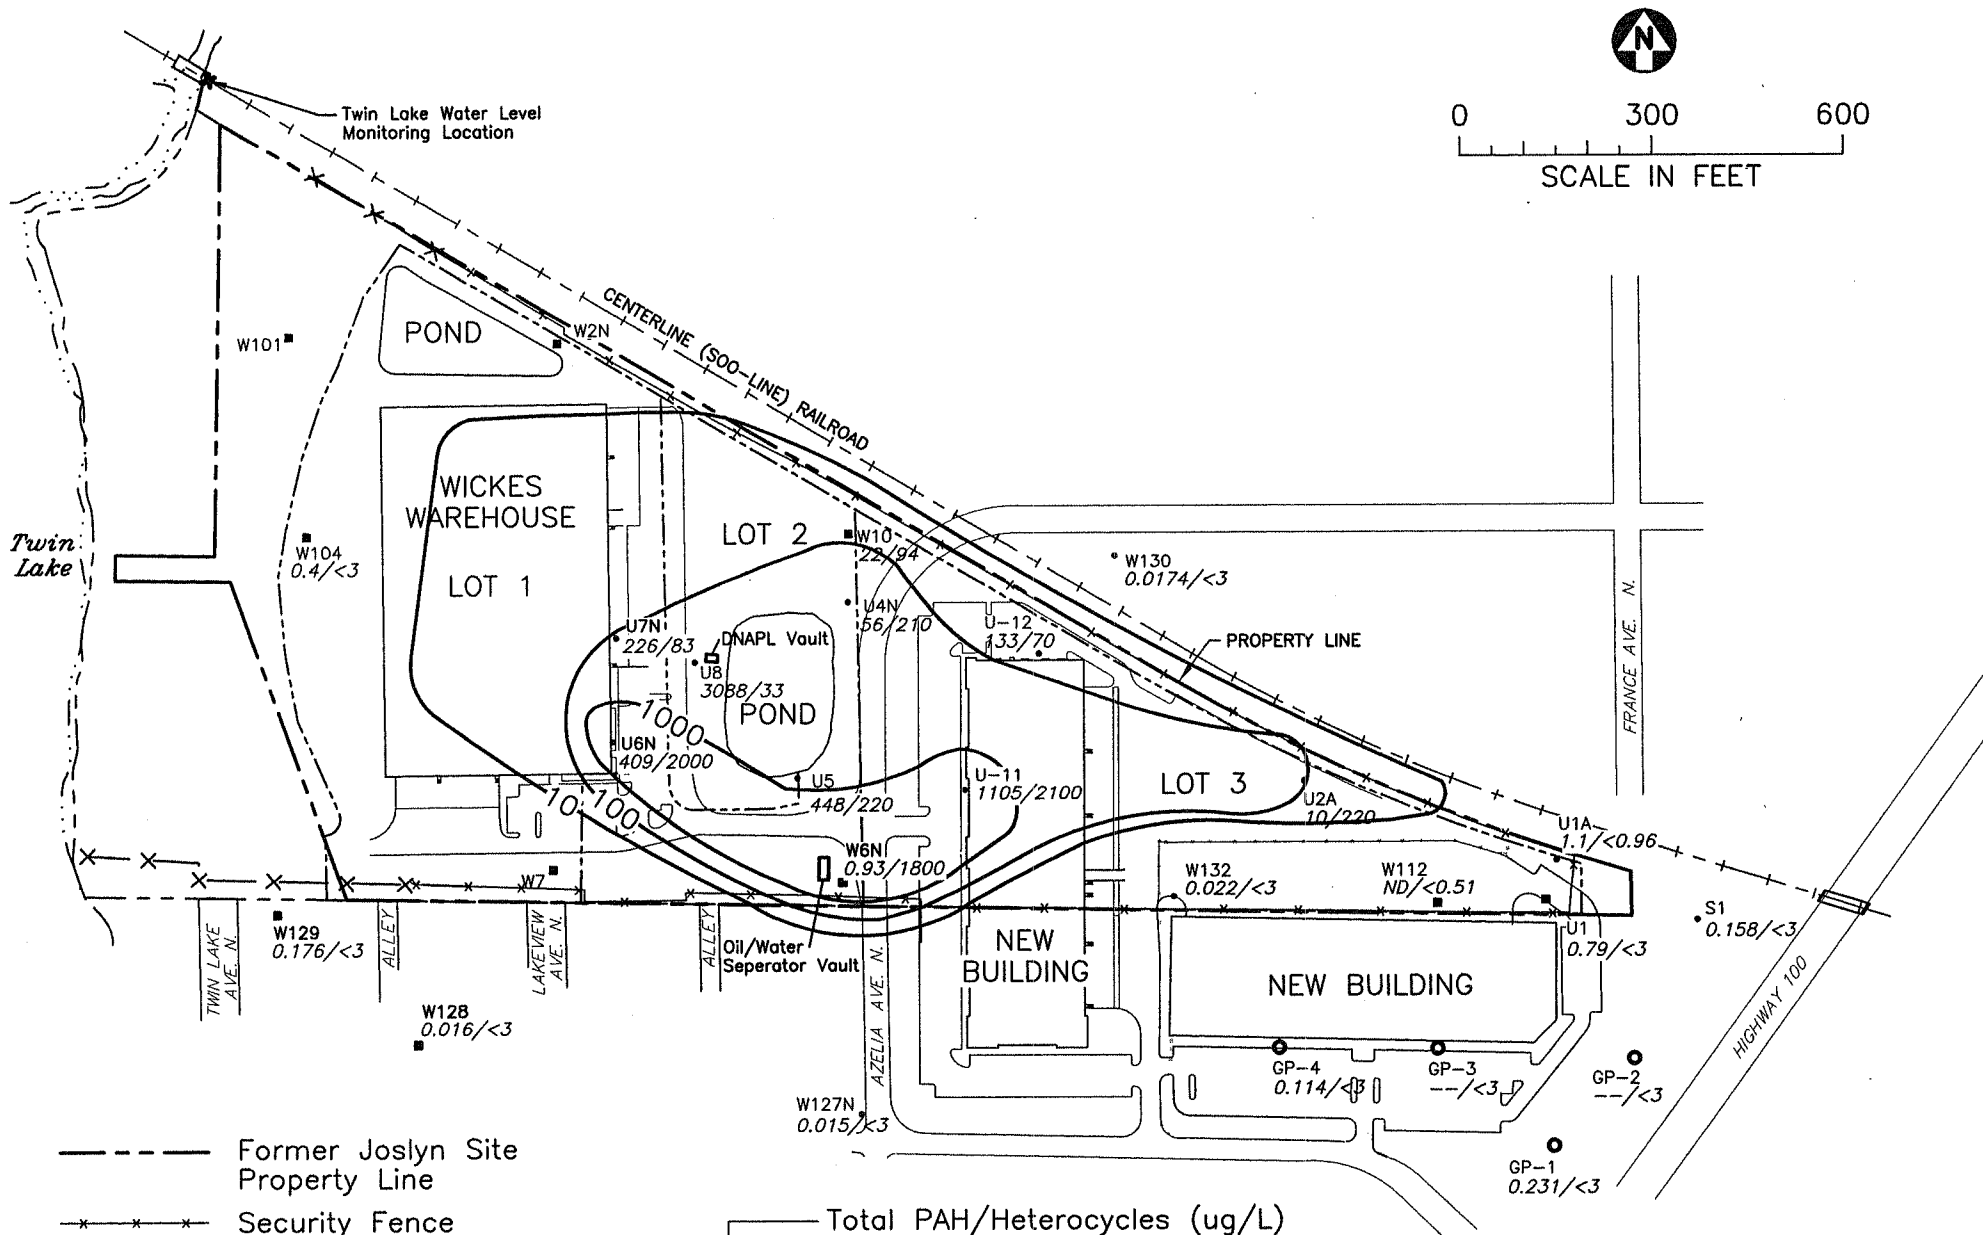 N
0 300 600
SCALE IN FEET
Twin Lake Water Level
Monitoring Location
CENTERLINE (SOO-LINE) RAILROAD
W2N
POND
W101
WICKES
WAREHOUSE
LOT 1
LOT 2
Twin
Lake
W104
0.4/<3
W10
22/94
W130
0.0174/<3
U4N
56/210
U-12
133/70
PROPERTY LINE
FRANCE AVE. N.
U7N
226/83
DNAPL Vault
U8
3088/33
POND
1000
U6N
409/2000
U5
448/220
U-11
1105/2100
LOT 3
U2A
10/220
10
100
U1A
1.1/<0.96
W6N
0.93/1800
W7
W132
0.022/<3
W112
ND/<0.51
S1
0.158/<3
U1
0.79/<3
W129
0.176/<3
TWIN LAKE
AVE. N.
ALLEY
LAKEVIEW
AVE. N.
ALLEY
Oil/Water
Seperator Vault
AZELIA AVE. N.
NEW
BUILDING
NEW BUILDING
HIGHWAY 100
W128
0.016/<3
GP-4
0.114/<3
GP-3
--/<3
GP-2
--/<3
W127N
0.015/<3
GP-1
0.231/<3
Former Joslyn Site
Property Line
Security Fence
Total PAH/Heterocycles (ug/L)